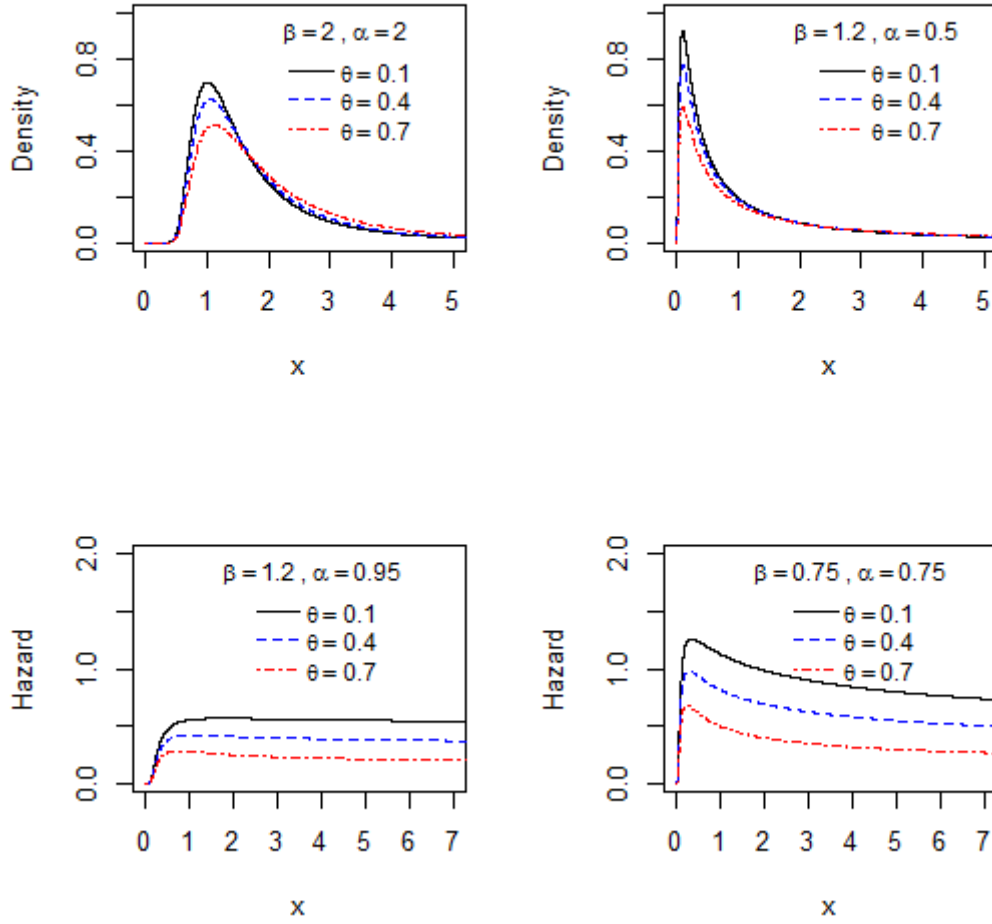 β = 2 , α = 2
θ = 0.1
θ = 0.4
θ = 0.7
Density
0.0 0.4 0.8
0 1 2 3 4 5
x
β = 1.2 , α = 0.5
θ = 0.1
θ = 0.4
θ = 0.7
Density
0.0 0.4 0.8
0 1 2 3 4 5
x
β = 1.2 , α = 0.95
θ = 0.1
θ = 0.4
θ = 0.7
Hazard
0.0 1.0 2.0
0 1 2 3 4 5 6 7
x
β = 0.75 , α = 0.75
θ = 0.1
θ = 0.4
θ = 0.7
Hazard
0.0 1.0 2.0
0 1 2 3 4 5 6 7
x